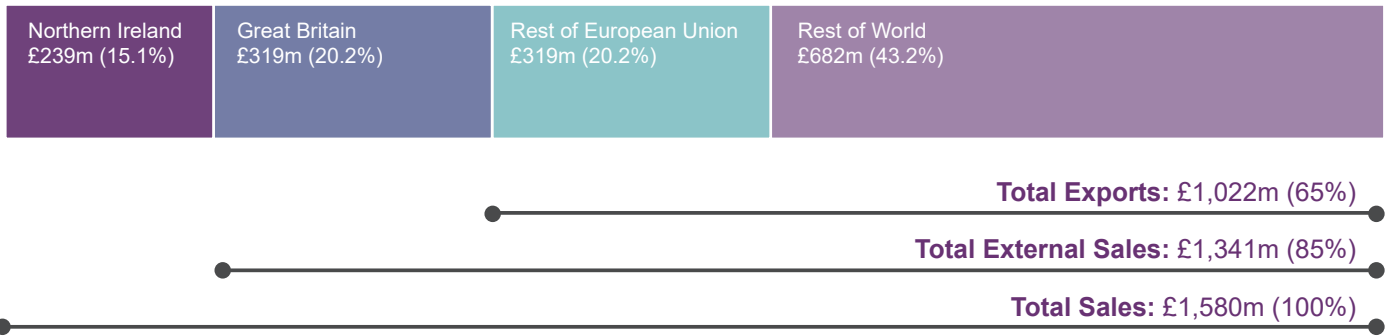 Northern Ireland
£239m (15.1%)
Great Britain
£319m (20.2%)
Rest of European Union
£319m (20.2%)
Rest of World
£682m (43.2%)
Total Exports: £1,022m (65%)
Total External Sales: £1,341m (85%)
Total Sales: £1,580m (100%)